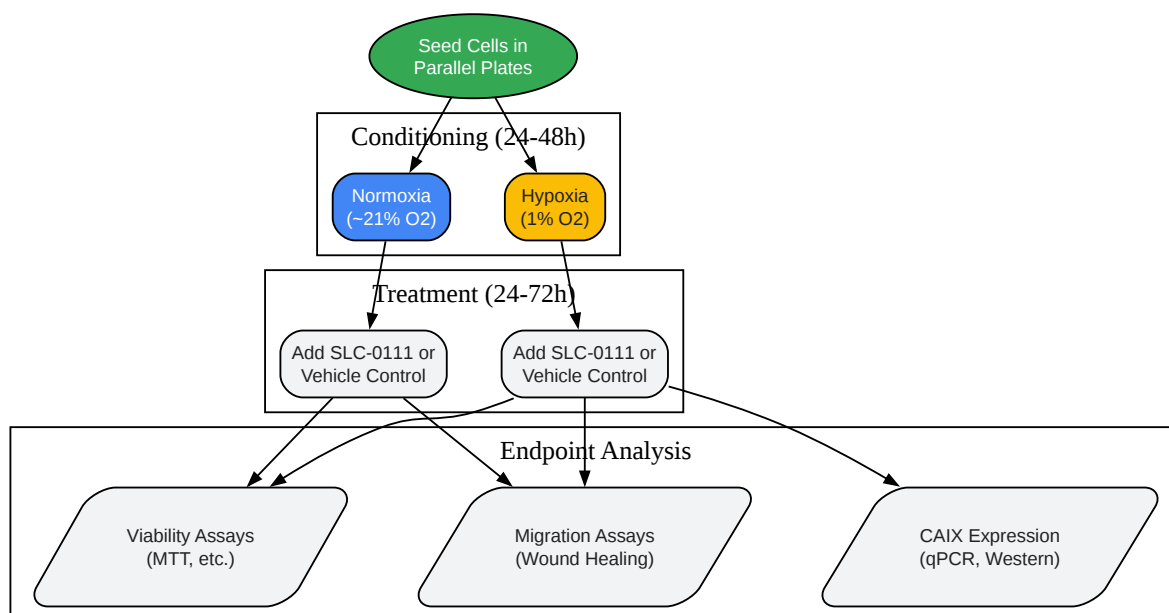 Seed Cells in
Parallel Plates
Conditioning (24-48h)
Normoxia
(~21% O2)
Hypoxia
(1% O2)
Treatment (24-72h)
Add SLC-0111 or
Vehicle Control
Add SLC-0111 or
Vehicle Control
Endpoint Analysis
Viability Assays
(MTT, etc.)
Migration Assays
(Wound Healing)
CAIX Expression
(qPCR, Western)